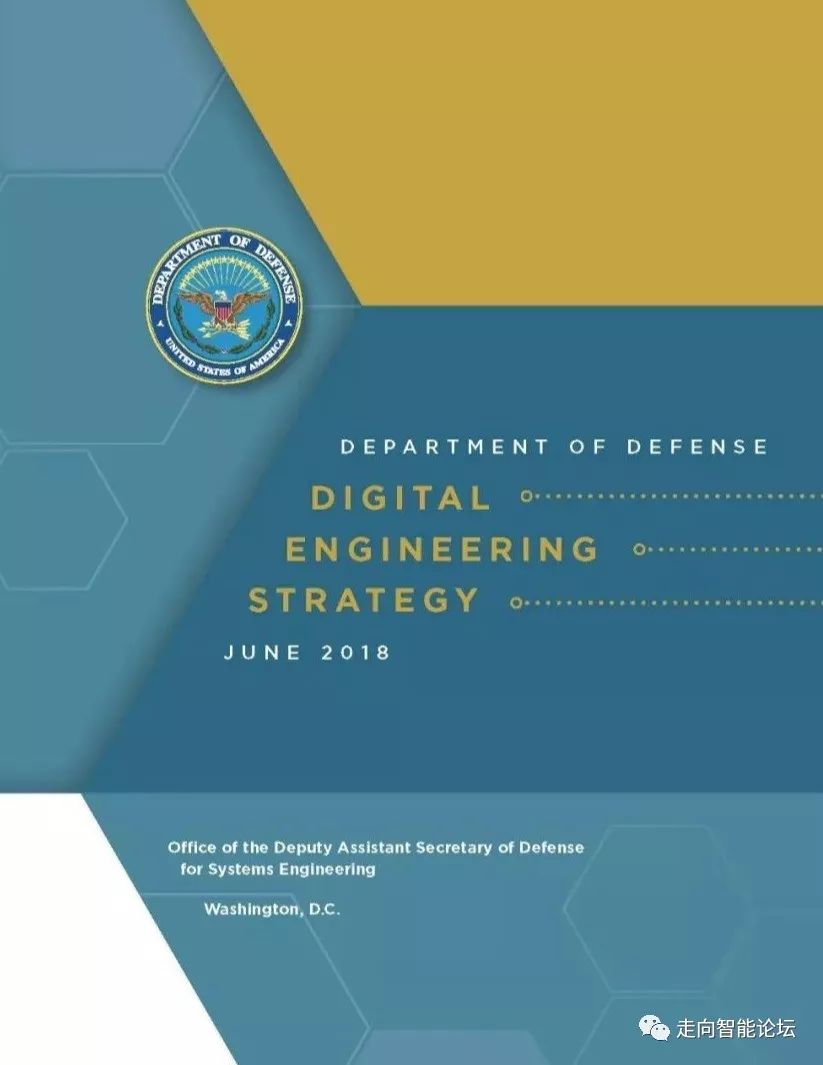 DEPARTMENT OF DEFENSE
UNITED STATES OF AMERICA
DEPARTMENT OF DEFENSE
DIGITAL
ENGINEERING
STRATEGY
JUNE 2018
Office of the Deputy Assistant Secretary of Defense
for Systems Engineering
Washington, D.C.
走向智能论坛